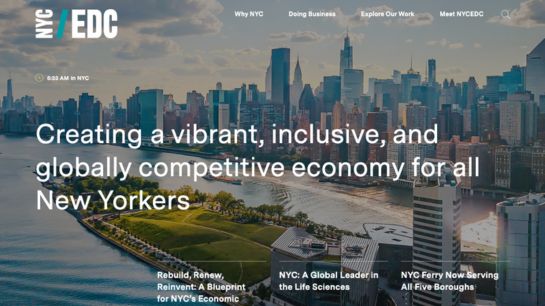 NYC / EDC
Why NYC
Doing Business
Explore Our Work
Meet NYCEDC
6:53 AM in NYC
Creating a vibrant, inclusive, and
globally competitive economy for all
New Yorkers
Rebuild, Renew,
Reinvent: A Blueprint
for NYC's Economic
NYC: A Global Leader in
the Life Sciences
NYC Ferry Now Serving
All Five Boroughs